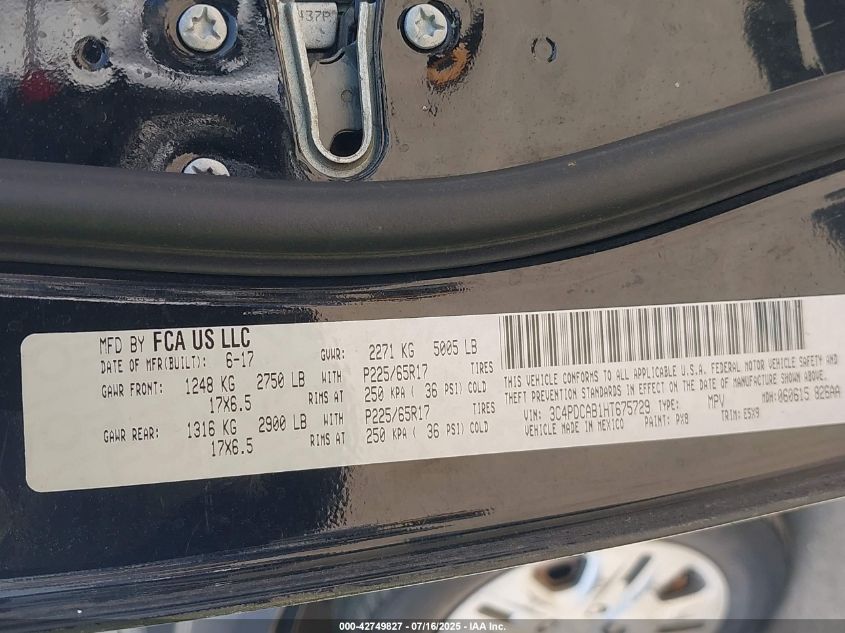 437P
MFD BY FCA US LLC
DATE OF MFR(BUILT): 6-17
GVWR: 2271 KG 5005 LB
GAWR FRONT: 1248 KG 2750 LB WITH P225/65R17 TIRES
17X6.5 RIMS AT 250 KPA ( 36 PSI) COLD
GAWR REAR: 1316 KG 2900 LB WITH P225/65R17 TIRES
17X6.5 RIMS AT 250 KPA ( 36 PSI) COLD
THIS VEHICLE CONFORMS TO ALL APPLICABLE U.S.A. FEDERAL MOTOR VEHICLE SAFETY AND
THEFT PREVENTION STANDARDS IN EFFECT ON THE DATE OF MANUFACTURE SHOWN ABOVE.
VIN: 3C4PDCAB1HT675729 TYPE: MPV MDH: 060615 926AA
VEHICLE MADE IN MEXICO PAINT: PX8 TRIM: E5X9
000-42749827 - 07/16/2025 - IAA Inc.